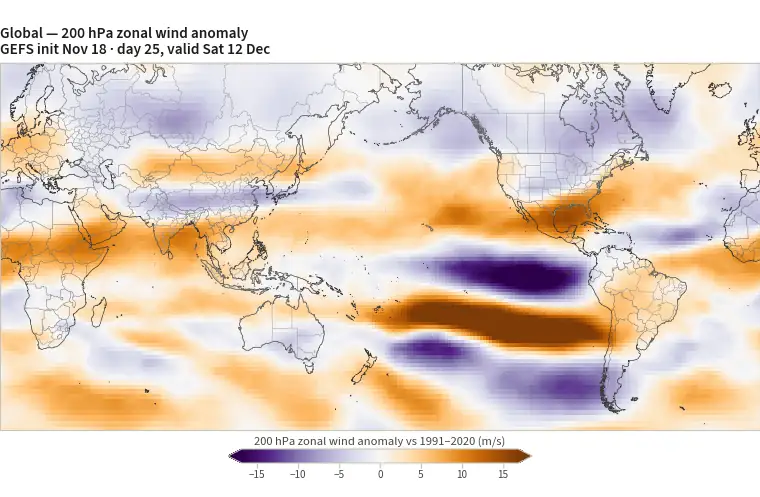 Global — 200 hPa zonal wind anomaly
GEFS init Nov 18 · day 25, valid Sat 12 Dec
200 hPa zonal wind anomaly vs 1991–2020 (m/s)
−15 −10 −5 0 5 10 15